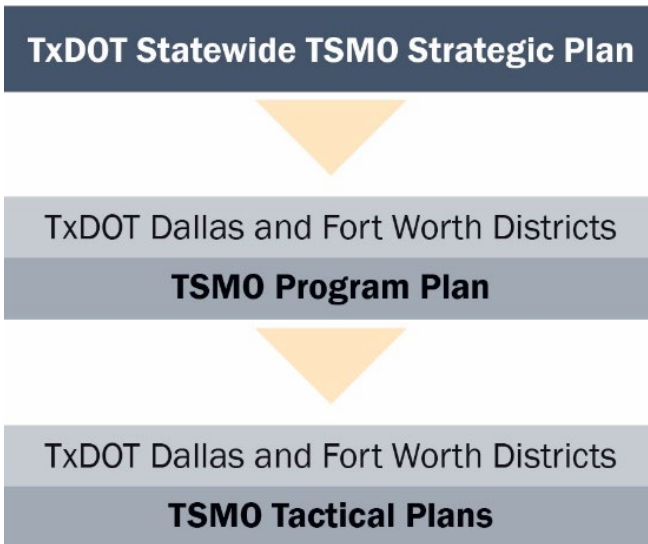 TxDOT Statewide TSMO Strategic Plan
TxDOT Dallas and Fort Worth Districts
TSMO Program Plan
TxDOT Dallas and Fort Worth Districts
TSMO Tactical Plans